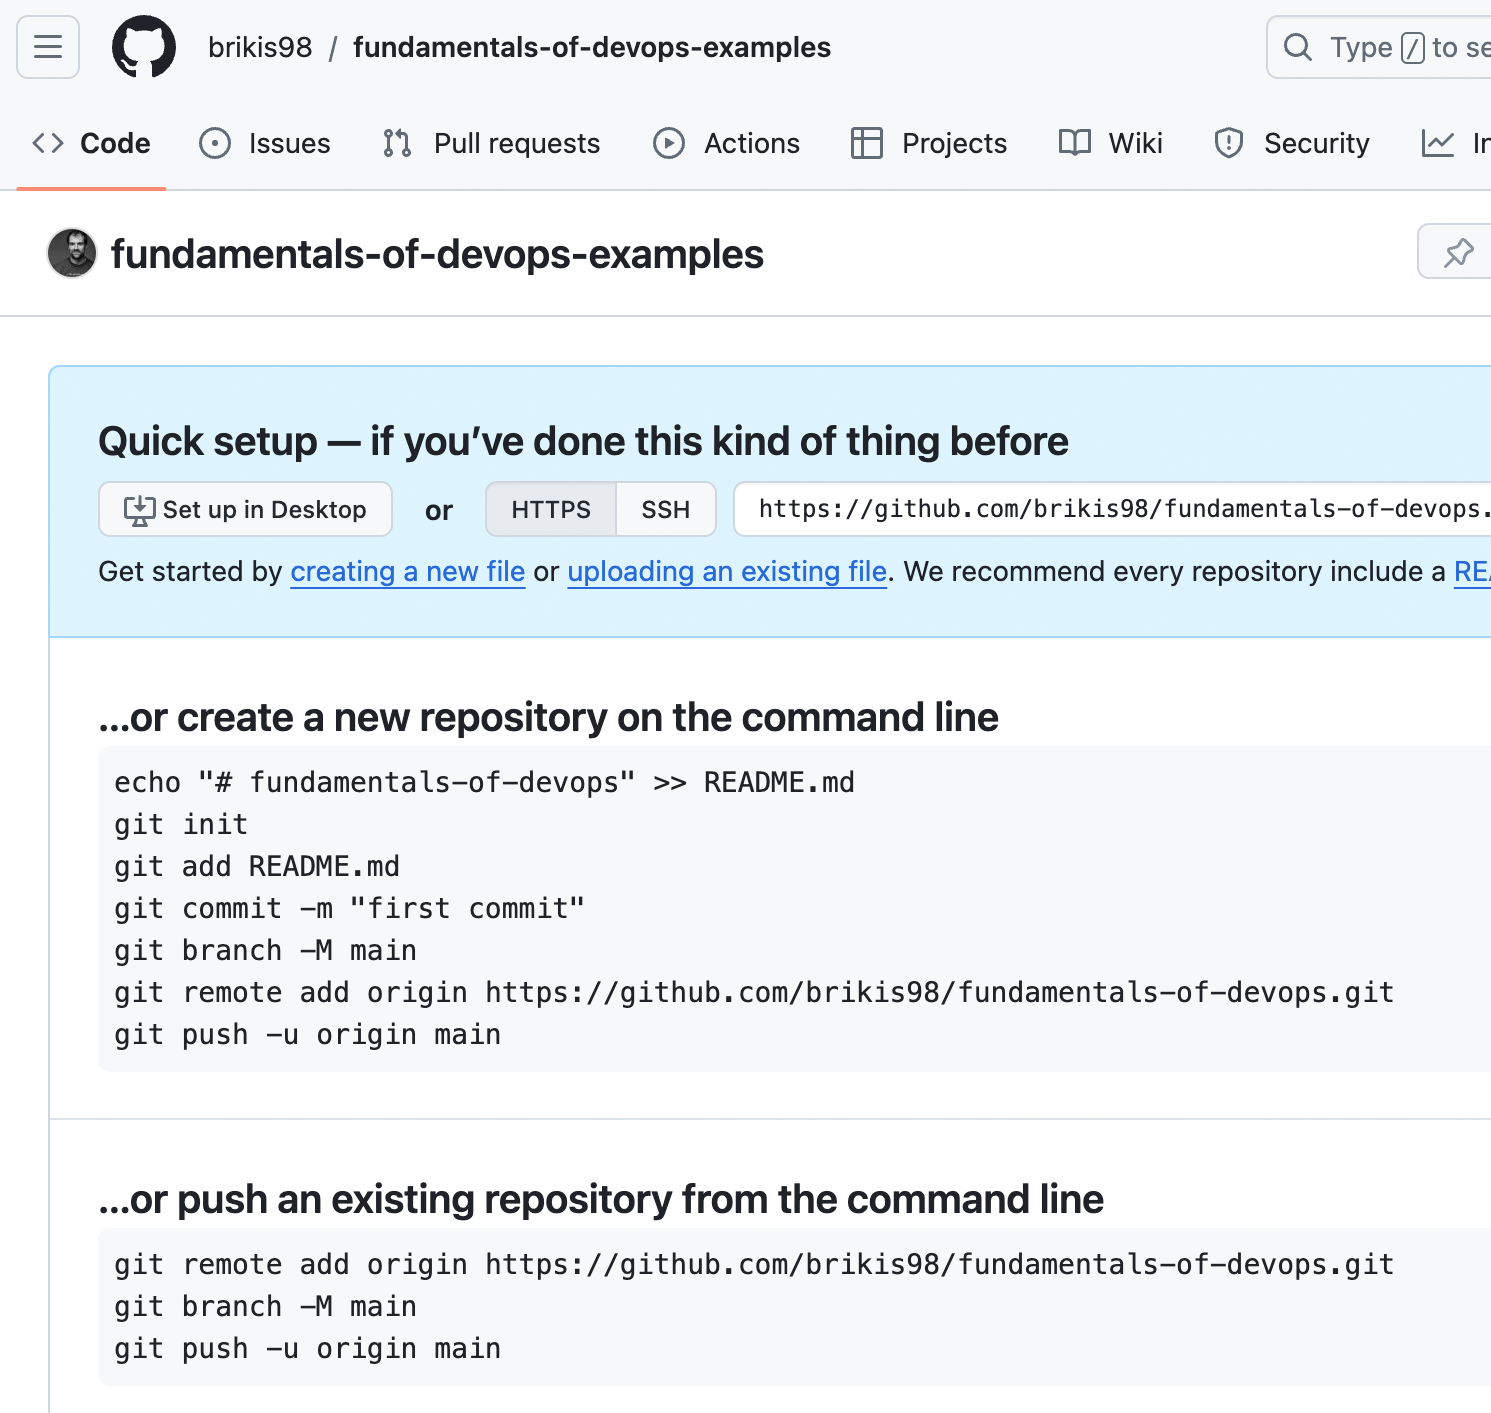 brikis98 / fundamentals-of-devops-examples
Type / to se
Code Issues Pull requests Actions Projects Wiki Security In
fundamentals-of-devops-examples
Quick setup — if you’ve done this kind of thing before
Set up in Desktop or HTTPS SSH https://github.com/brikis98/fundamentals-of-devops.
Get started by creating a new file or uploading an existing file. We recommend every repository include a REA
…or create a new repository on the command line
echo "# fundamentals-of-devops" >> README.md
git init
git add README.md
git commit -m "first commit"
git branch -M main
git remote add origin https://github.com/brikis98/fundamentals-of-devops.git
git push -u origin main
…or push an existing repository from the command line
git remote add origin https://github.com/brikis98/fundamentals-of-devops.git
git branch -M main
git push -u origin main